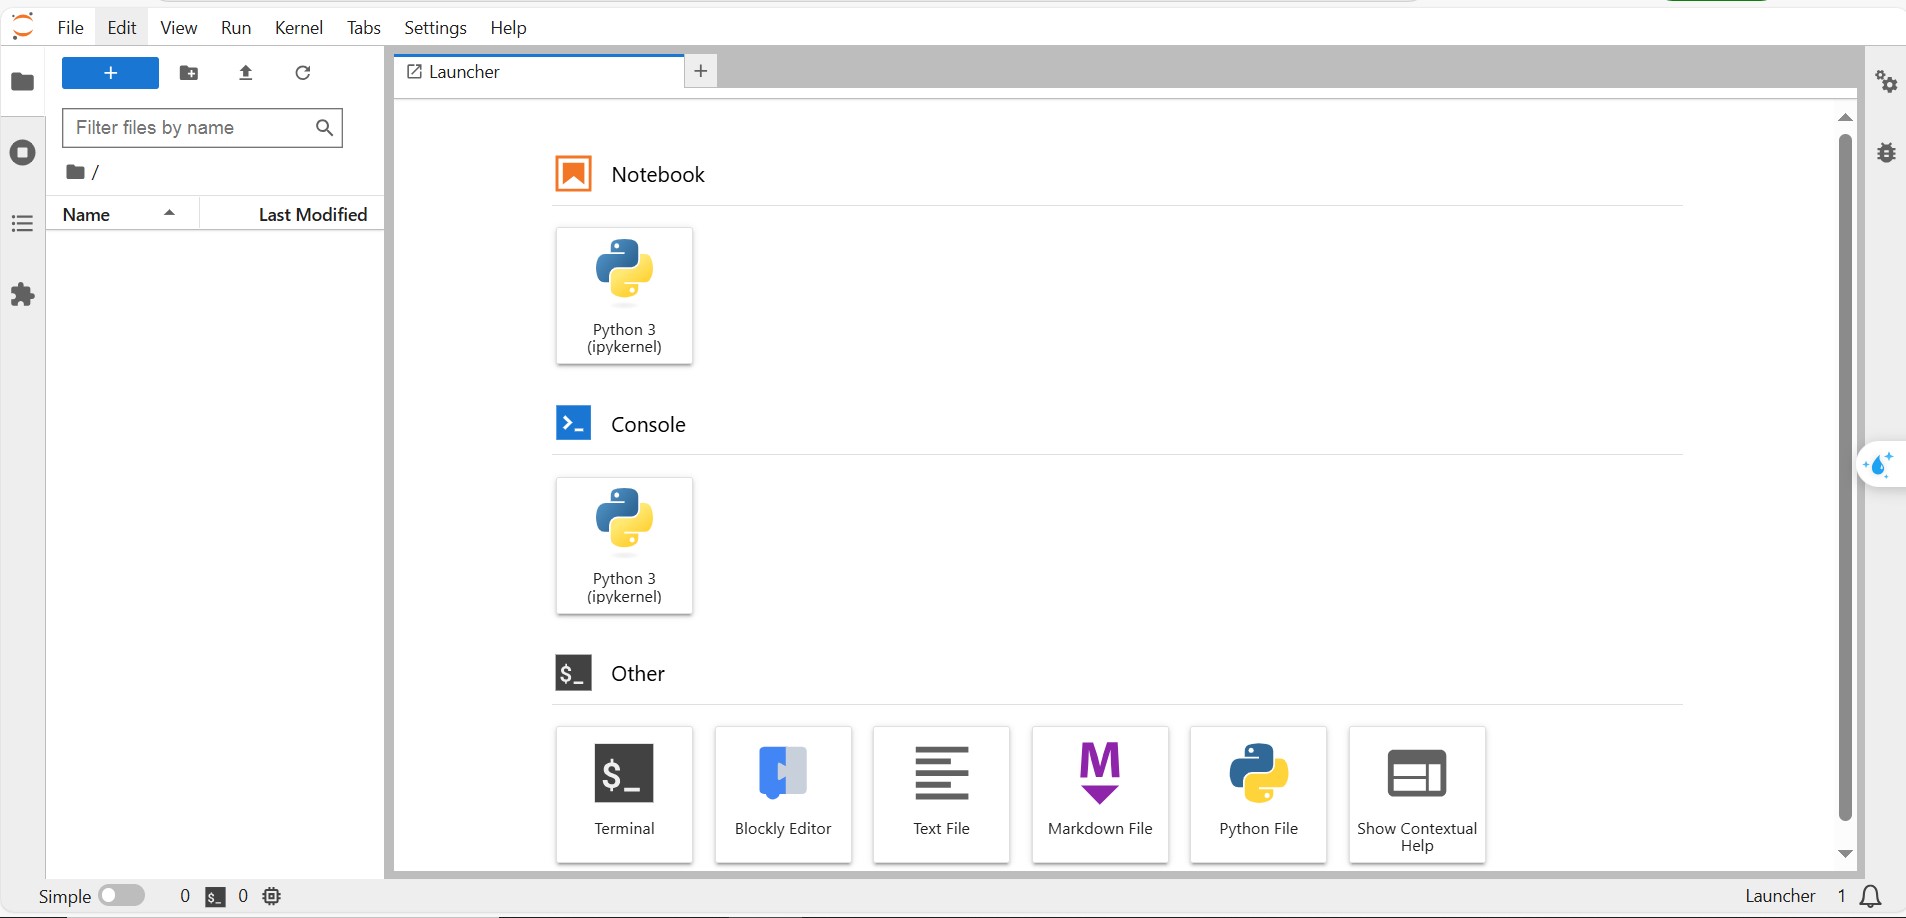 File Edit View Run Kernel Tabs Settings Help
+
Launcher
+
Filter files by name
/
Name Last Modified
Notebook
Python 3
(ipykernel)
>_ Console
Python 3
(ipykernel)
$_ Other
$_
M
Terminal Blockly Editor Text File Markdown File Python File Show Contextual
Help
Simple 0 $_ 0 Launcher 1